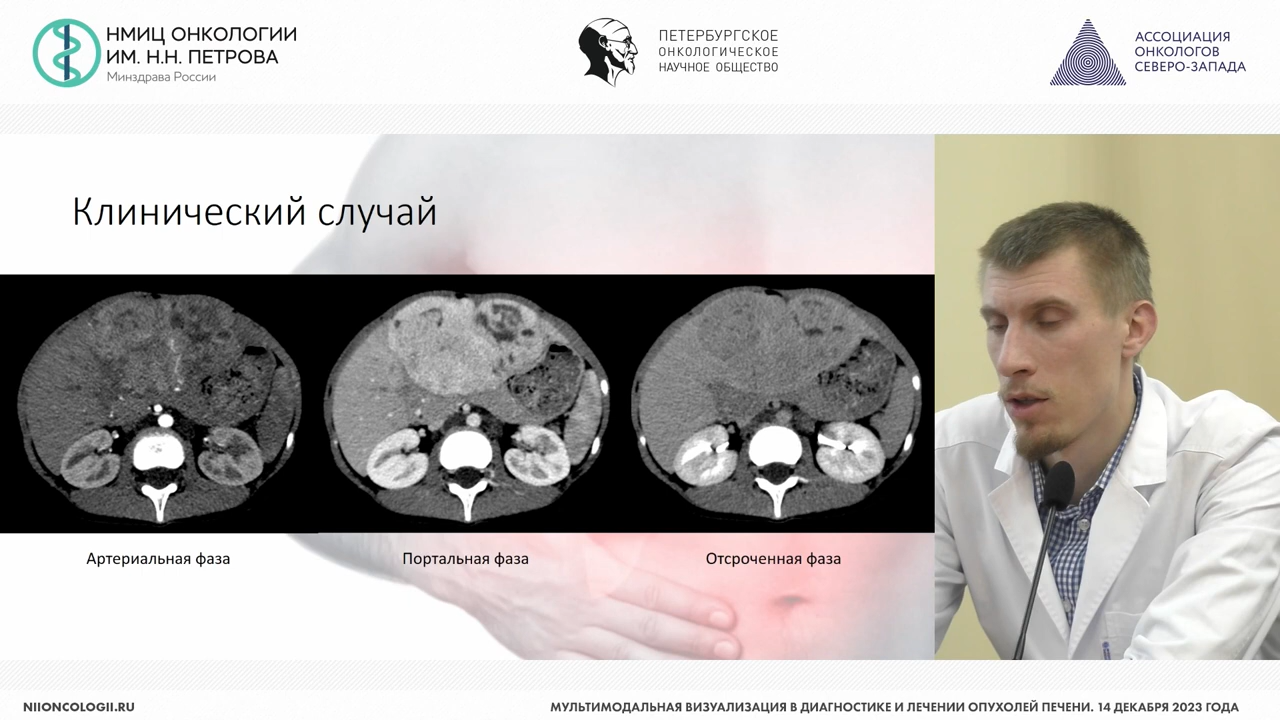 НМИЦ ОНКОЛОГИИ
ИМ. Н.Н. ПЕТРОВА
Минздрава России
ПЕТЕРБУРГСКОЕ
ОНКОЛОГИЧЕСКОЕ
НАУЧНОЕ ОБЩЕСТВО
АССОЦИАЦИЯ
ОНКОЛОГОВ
СЕВЕРО-ЗАПАДА
Клинический случай
Артериальная фаза
Портальная фаза
Отсроченная фаза
NIIONCOLOGII.RU
МУЛЬТИМОДАЛЬНАЯ ВИЗУАЛИЗАЦИЯ В ДИАГНОСТИКЕ И ЛЕЧЕНИИ ОПУХОЛЕЙ ПЕЧЕНИ. 14 ДЕКАБРЯ 2023 ГОДА